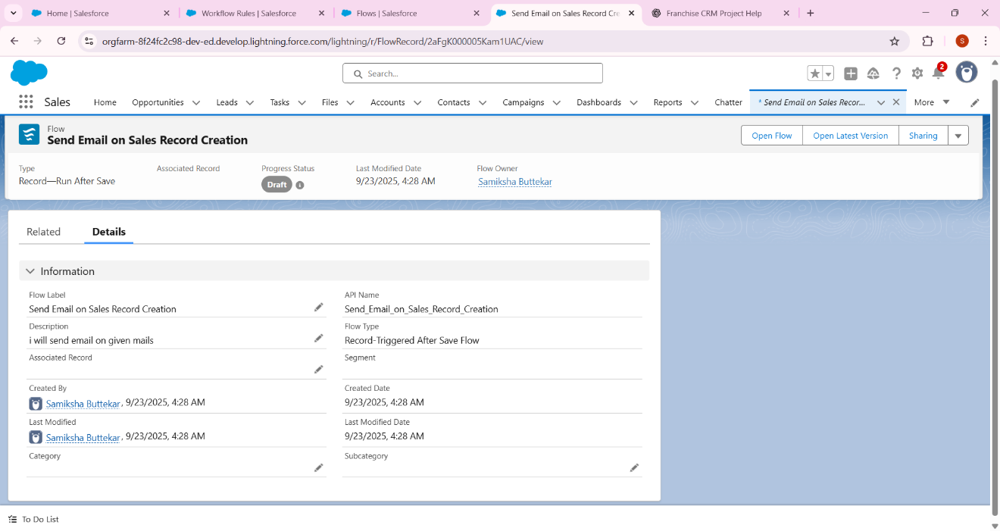 Home | Salesforce
Workflow Rules | Salesforce
Flows | Salesforce
Send Email on Sales Record Cre
Franchise CRM Project Help
orgfarm-8f24fc2c98-dev-ed.develop.lightning.force.com/lightning/r/FlowRecord/2aFgK000005Kam1UAC/view
S
Search...
2
Sales
Home
Opportunities
Leads
Tasks
Files
Accounts
Contacts
Campaigns
Dashboards
Reports
Chatter
* Send Email on Sales Recor...
More
Flow
Send Email on Sales Record Creation
Open Flow
Open Latest Version
Sharing
Type
Associated Record
Progress Status
Last Modified Date
Flow Owner
Record—Run After Save
Draft
9/23/2025, 4:28 AM
Samiksha Buttekar
Related
Details
Information
Flow Label
API Name
Send Email on Sales Record Creation
Send_Email_on_Sales_Record_Creation
Description
Flow Type
i will send email on given mails
Record-Triggered After Save Flow
Associated Record
Segment
Created By
Created Date
Samiksha Buttekar, 9/23/2025, 4:28 AM
9/23/2025, 4:28 AM
Last Modified
Last Modified Date
Samiksha Buttekar, 9/23/2025, 4:28 AM
9/23/2025, 4:28 AM
Category
Subcategory
To Do List